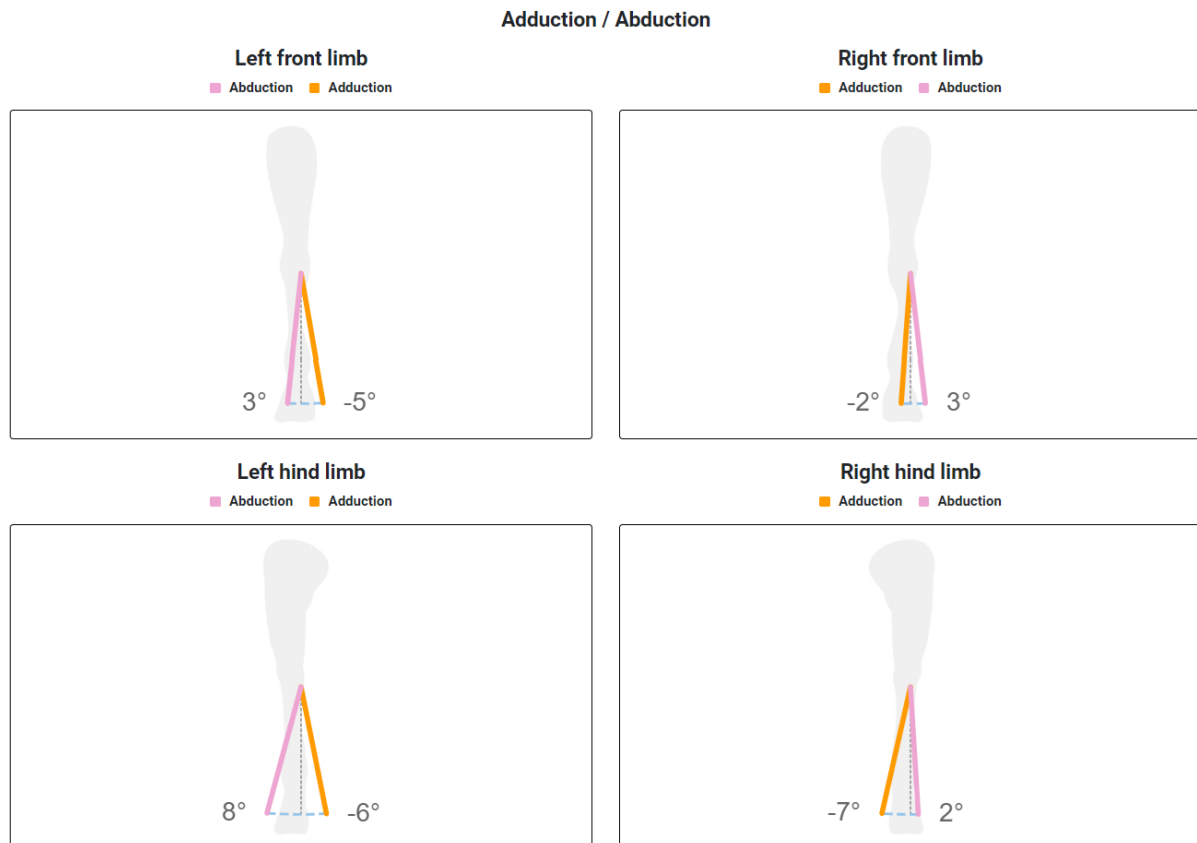 Adduction / Abduction
Left front limb
Abduction Adduction
3° -5°
Right front limb
Adduction Abduction
-2° 3°
Left hind limb
Abduction Adduction
8° -6°
Right hind limb
Adduction Abduction
-7° 2°